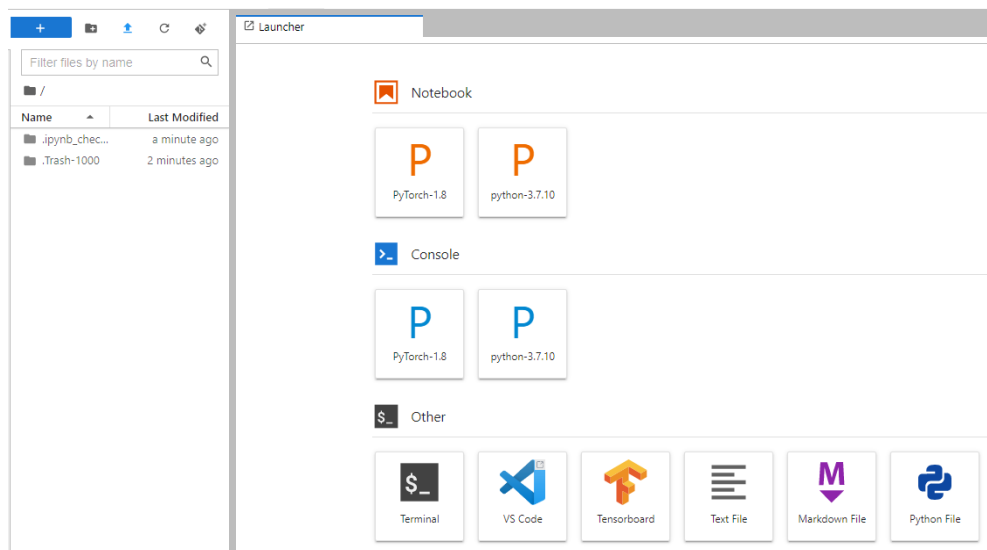 +
Launcher
Filter files by name
/
Name Last Modified
.ipynb_chec... a minute ago
.Trash-1000 2 minutes ago
Notebook
P P
PyTorch-1.8 python-3.7.10
>_ Console
P P
PyTorch-1.8 python-3.7.10
$_ Other
$_ M
Terminal VS Code Tensorboard Text File Markdown File Python File